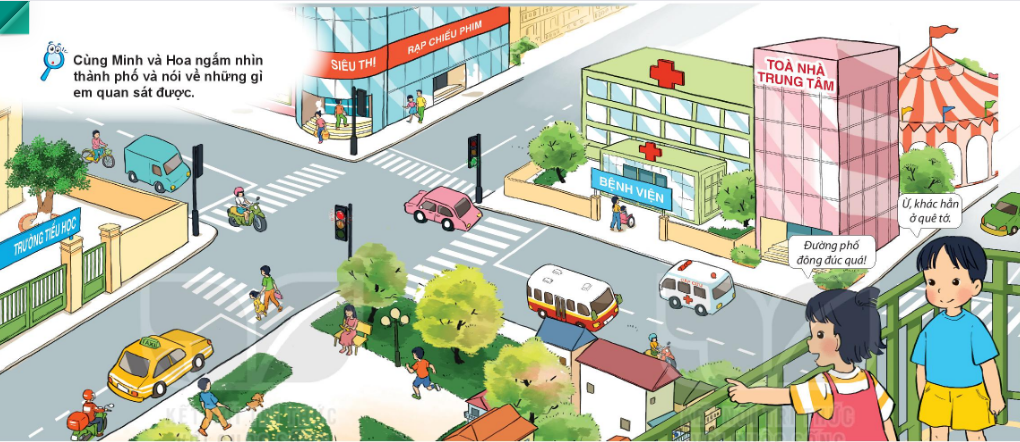 Cùng Minh và Hoa ngắm nhìn
thành phố và nói về những gì
em quan sát được.
SIÊU THỊ
RẠP CHIẾU PHIM
TOÀ NHÀ
TRUNG TÂM
BỆNH VIỆN
TRƯỜNG TIỂU HỌC
Ừ, khác hẳn
ở quê tớ.
Đường phố
đông đúc quá!
TAXI